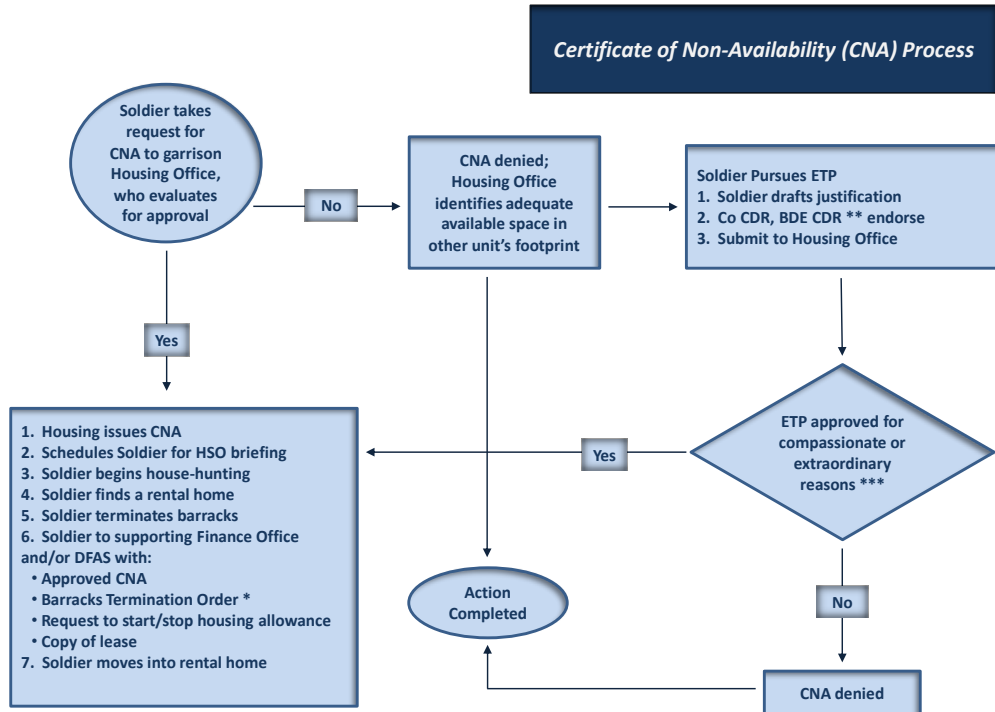 Certificate of Non-Availability (CNA) Process
Soldier takes
request for
CNA to garrison
Housing Office,
who evaluates
for approval
No
CNA denied;
Housing Office
identifies adequate
available space in
other unit's footprint
Soldier Pursues ETP
1. Soldier drafts justification
2. Co CDR, BDE CDR ** endorse
3. Submit to Housing Office
Yes
1. Housing issues CNA
2. Schedules Soldier for HSO briefing
3. Soldier begins house-hunting
4. Soldier finds a rental home
5. Soldier terminates barracks
6. Soldier to supporting Finance Office
and/or DFAS with:
• Approved CNA
• Barracks Termination Order *
• Request to start/stop housing allowance
• Copy of lease
7. Soldier moves into rental home
Yes
ETP approved for
compassionate or
extraordinary
reasons ***
Action
Completed
No
CNA denied